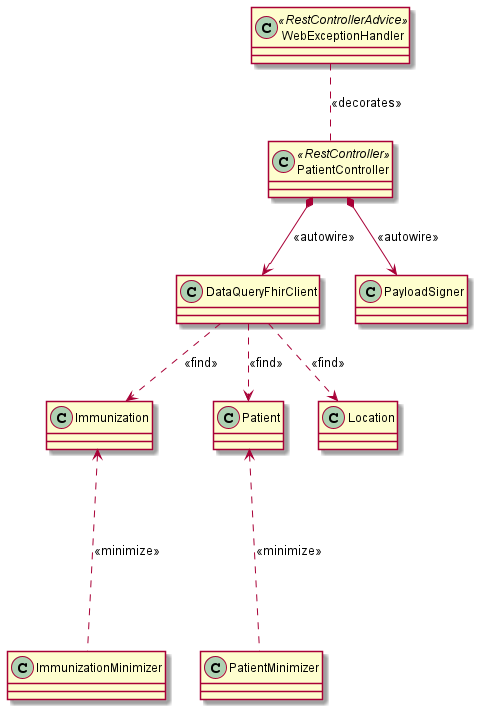 C «RestControllerAdvice»
WebExceptionHandler
«decorates»
C «RestController»
PatientController
«autowire» «autowire»
C DataQueryFhirClient C PayloadSigner
«find» «find» «find»
C Immunization C Patient C Location
«minimize» «minimize»
C ImmunizationMinimizer C PatientMinimizer